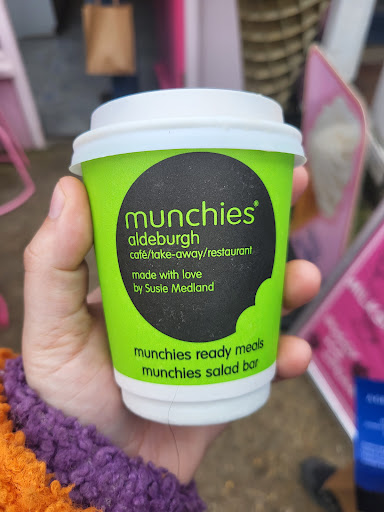 munchies®
aldeburgh
café/take-away/restaurant
made with love
by Susie Medland
munchies ready meals
munchies salad bar